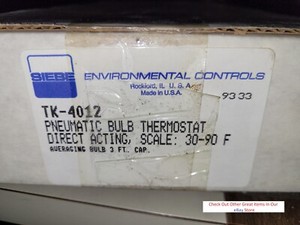 SIEBE ENVIRONMENTAL CONTROLS
Rockford, IL U.S.A.
Made in U.S.A.
9333
TK-4012
PNEUMATIC BULB THERMOSTAT
DIRECT ACTING, SCALE: 30-90 F
AVERAGING BULB 3 FT. CAP.
Check Out Other Great Items in Our
eBay Store